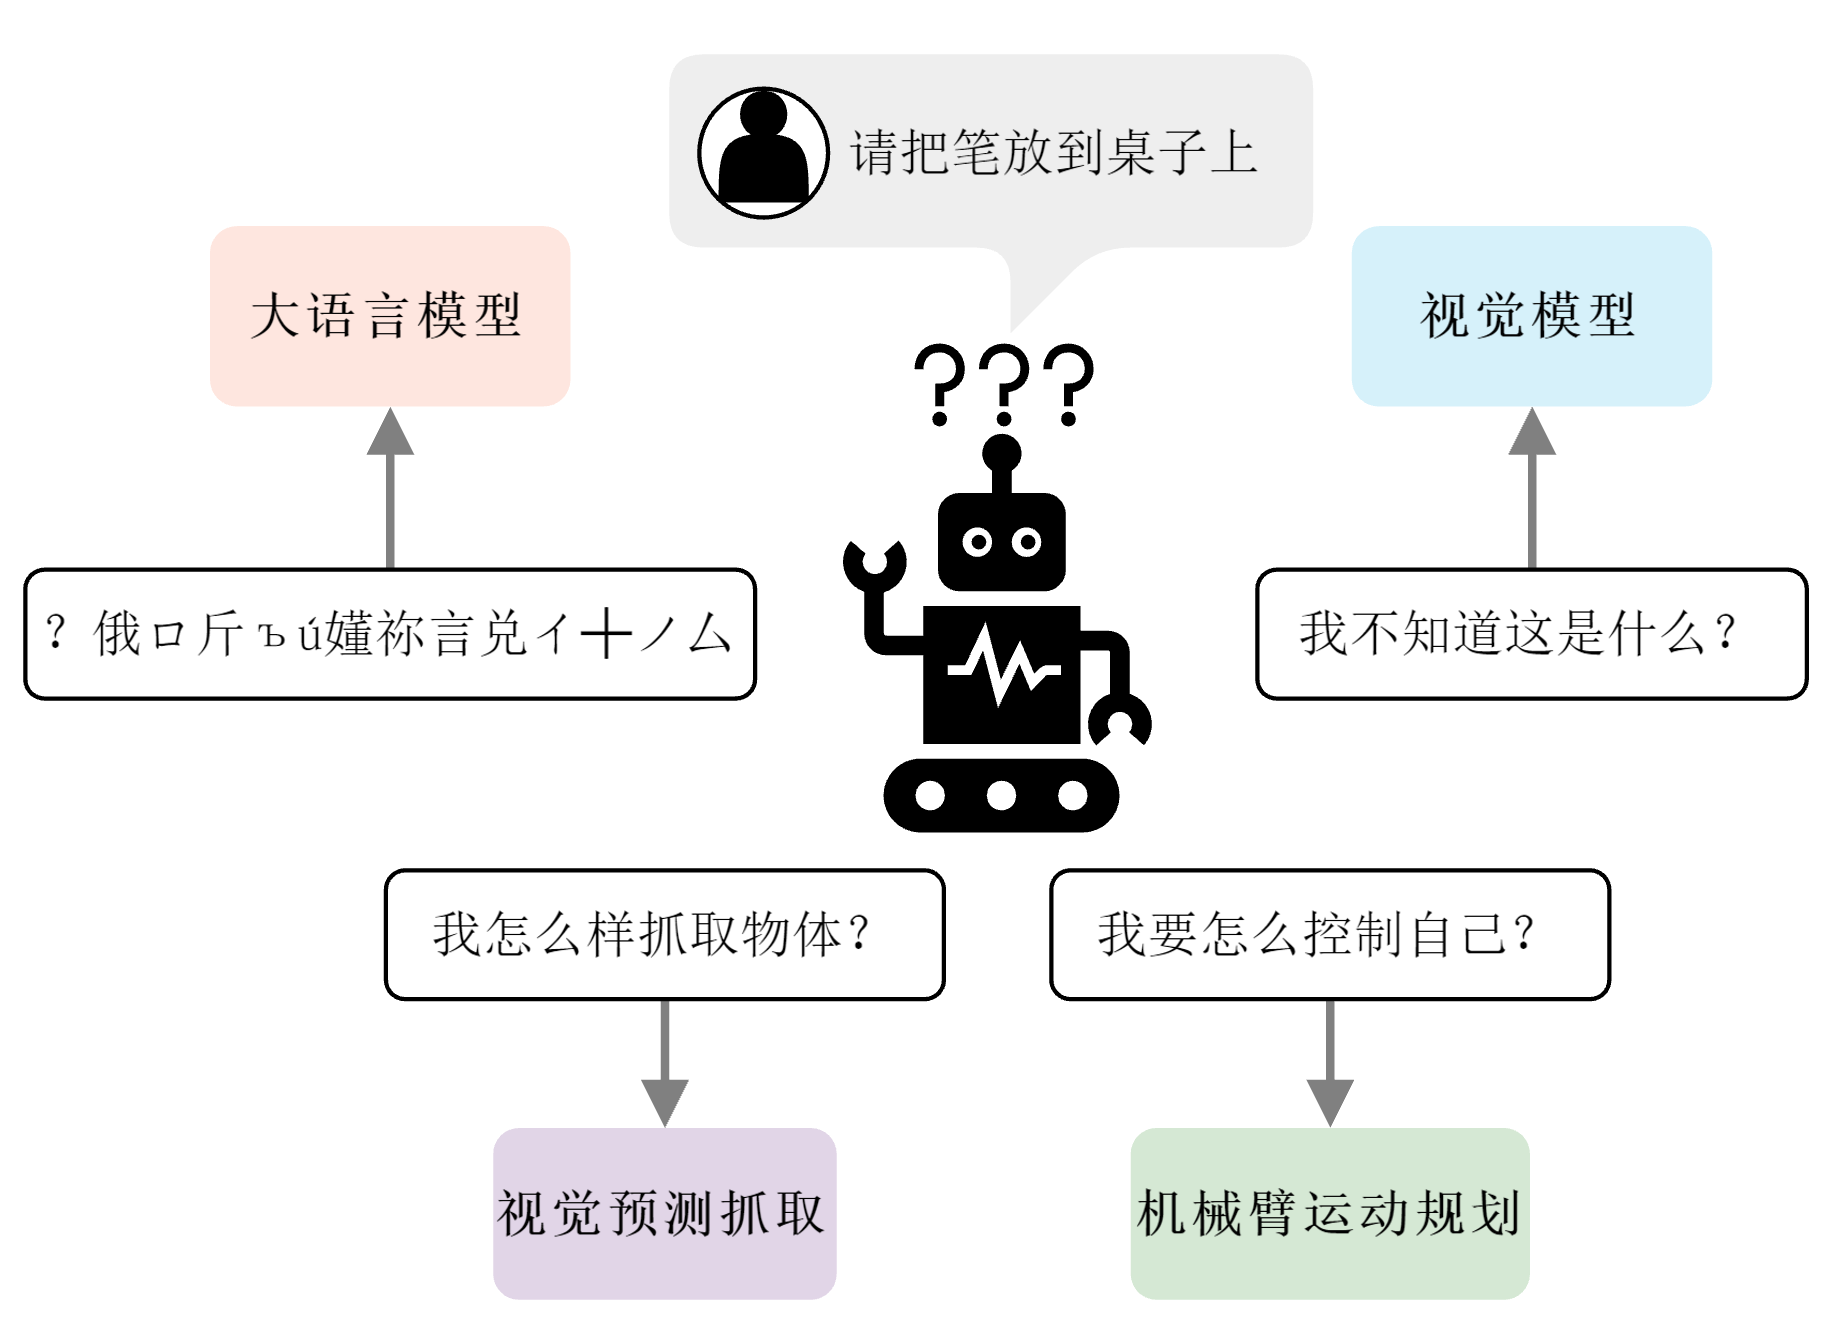 请把笔放到桌子上
大语言模型
视觉模型
???
?俄ロ斤ъú嬞祢言兑イ十ノム
我不知道这是什么?
我怎么样抓取物体?
我要怎么控制自己?
视觉预测抓取
机械臂运动规划